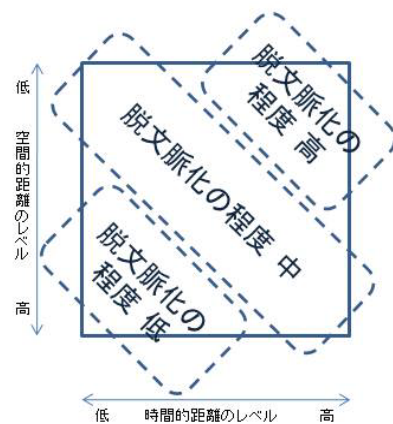 脱文脈化の
程度 高
脱文脈化の程度 中
脱文脈化の
程度 低
低
空間的距離のレベル
高
低 時間的距離のレベル 高